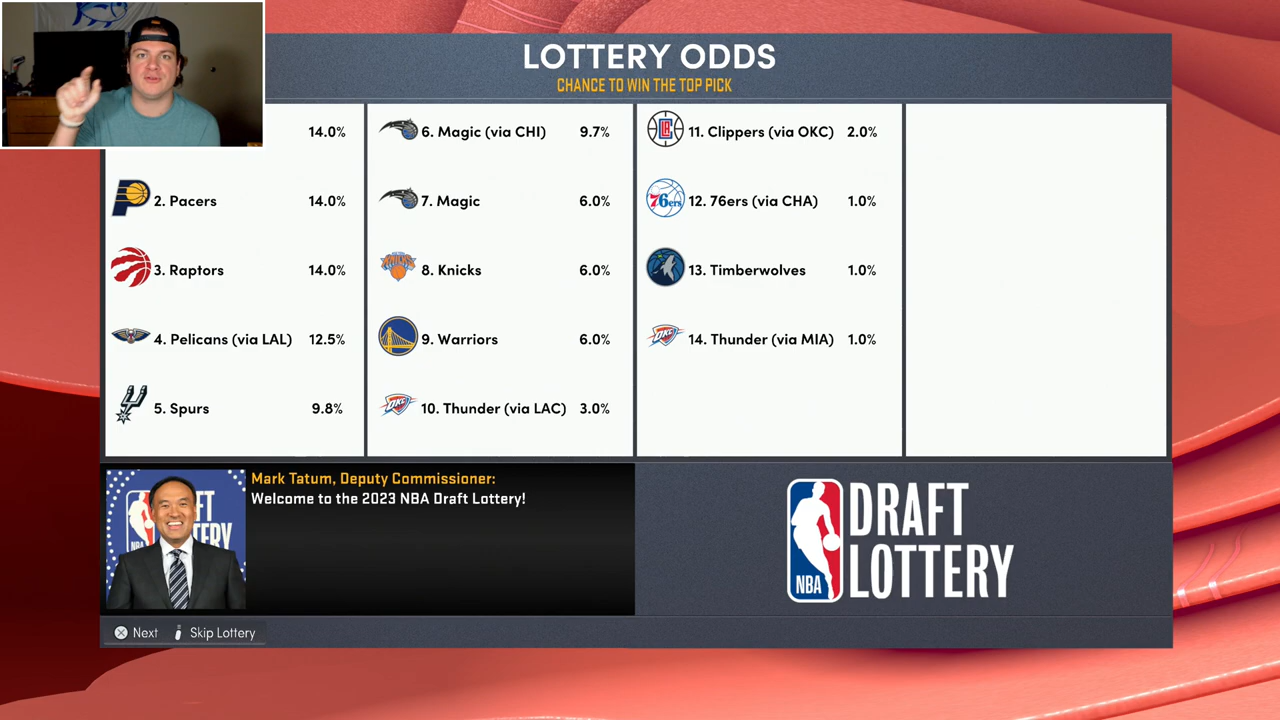 LOTTERY ODDS
CHANCE TO WIN THE TOP PICK
14.0%
2. Pacers 14.0%
3. Raptors 14.0%
4. Pelicans (via LAL) 12.5%
5. Spurs 9.8%
6. Magic (via CHI) 9.7%
7. Magic 6.0%
8. Knicks 6.0%
9. Warriors 6.0%
10. Thunder (via LAC) 3.0%
11. Clippers (via OKC) 2.0%
12. 76ers (via CHA) 1.0%
13. Timberwolves 1.0%
14. Thunder (via MIA) 1.0%
Mark Tatum, Deputy Commissioner:
Welcome to the 2023 NBA Draft Lottery!
NBA
DRAFT
LOTTERY
Next
Skip Lottery